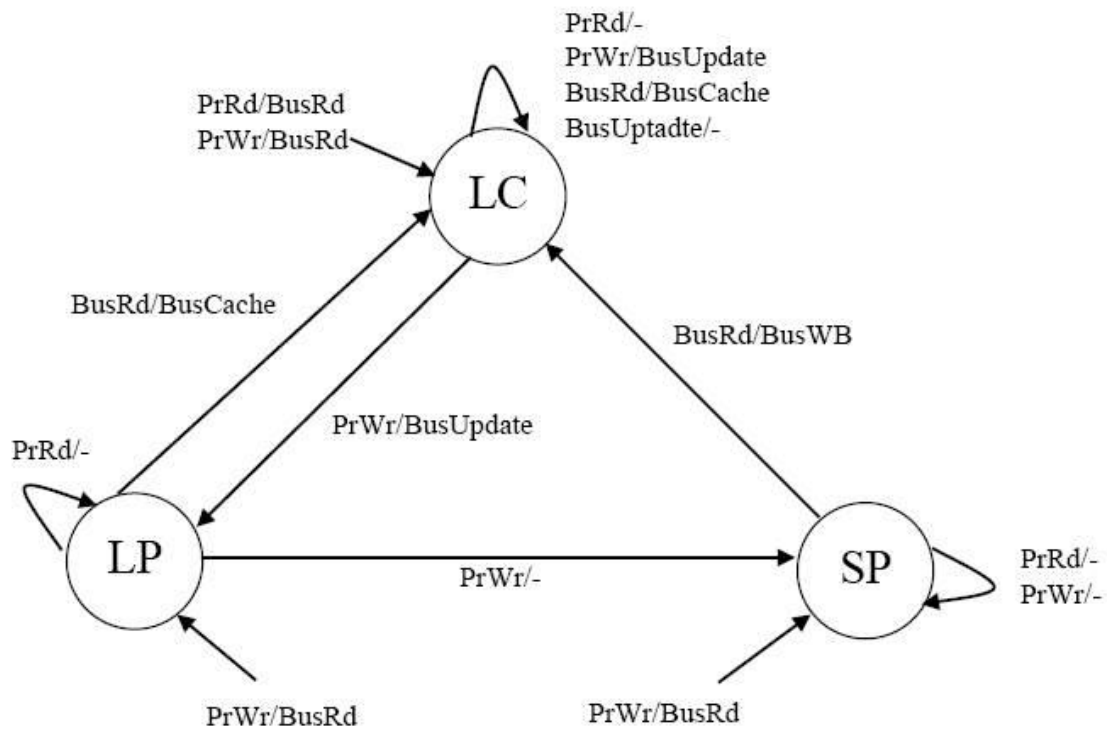 PrRd/-
PrWr/BusUpdate
BusRd/BusCache
BusUptadte/-
PrRd/BusRd
PrWr/BusRd
LC
BusRd/BusCache
BusRd/BusWB
PrWr/BusUpdate
PrRd/-
LP
PrWr/-
SP
PrRd/-
PrWr/-
PrWr/BusRd
PrWr/BusRd